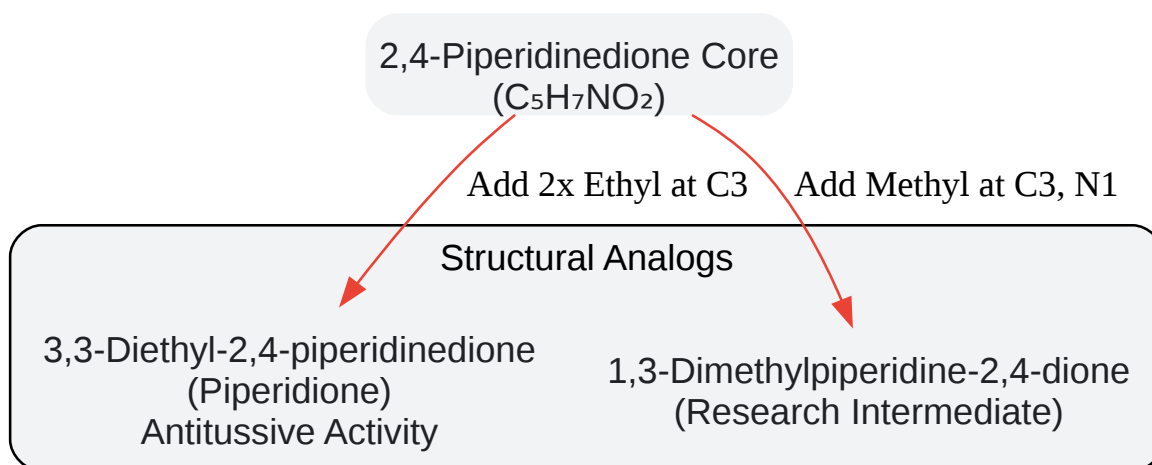 2,4-Piperidinedione Core
(C₅H₇NO₂)
Add 2x Ethyl at C3
Add Methyl at C3, N1
Structural Analogs
3,3-Diethyl-2,4-piperidinedione
(Piperidione)
Antitussive Activity
1,3-Dimethylpiperidine-2,4-dione
(Research Intermediate)